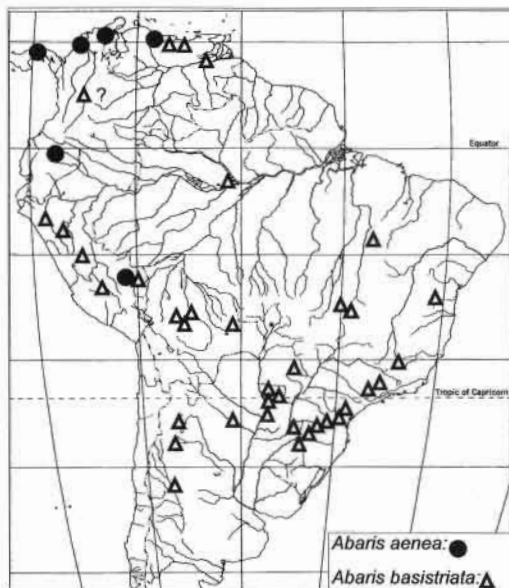 ?
Equator
Tropic of Capricorn
Abaris aenea:
Abaris basistriata: